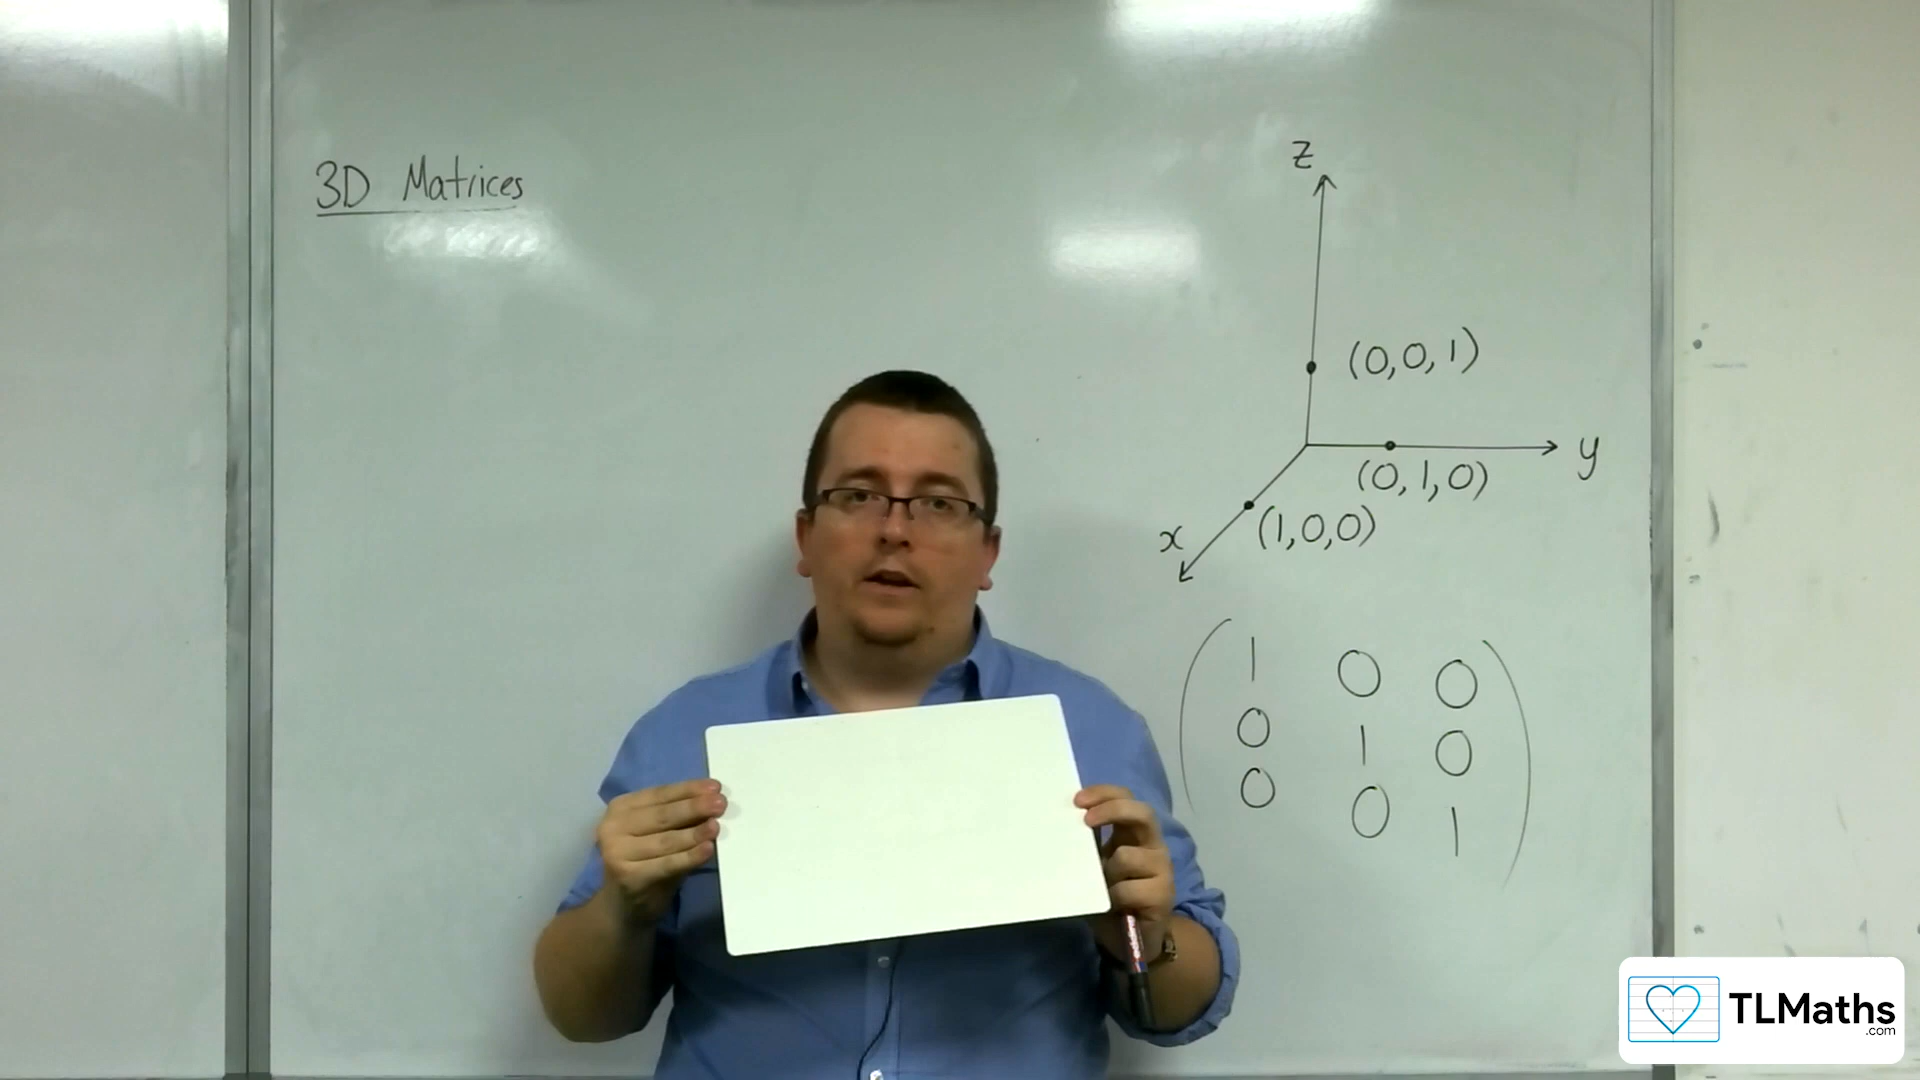 3D Matrices
z
(0,0,1)
y
(0,1,0)
x
(1,0,0)
1 0 0
0 1 0
0 0 1
TLMaths
.com